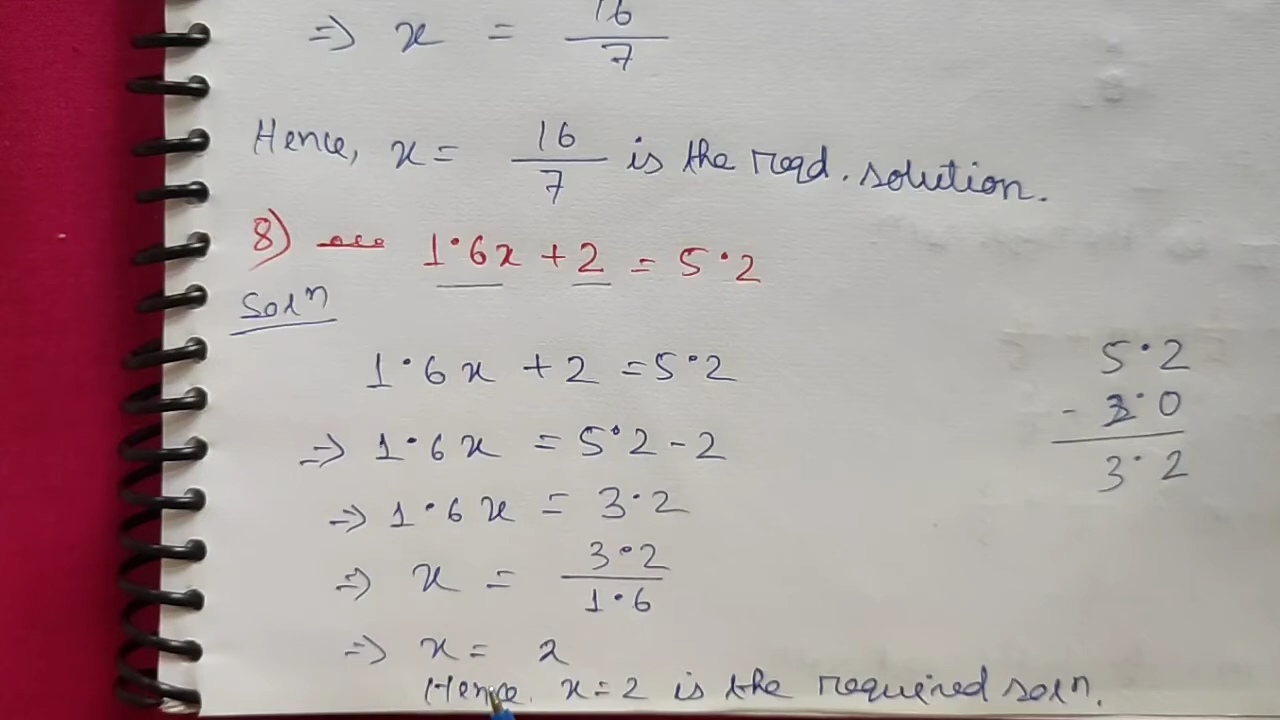 ⇒ x = 16/7
Hence, x = 16/7 is the reqd. solution.
8) 1.6x + 2 = 5.2
Solⁿ
1.6x + 2 = 5.2
⇒ 1.6x = 5.2 - 2
⇒ 1.6x = 3.2
⇒ x = 3.2/1.6
⇒ x = 2
Hence, x = 2 is the required solⁿ.
5.2
- 2.0
3.2